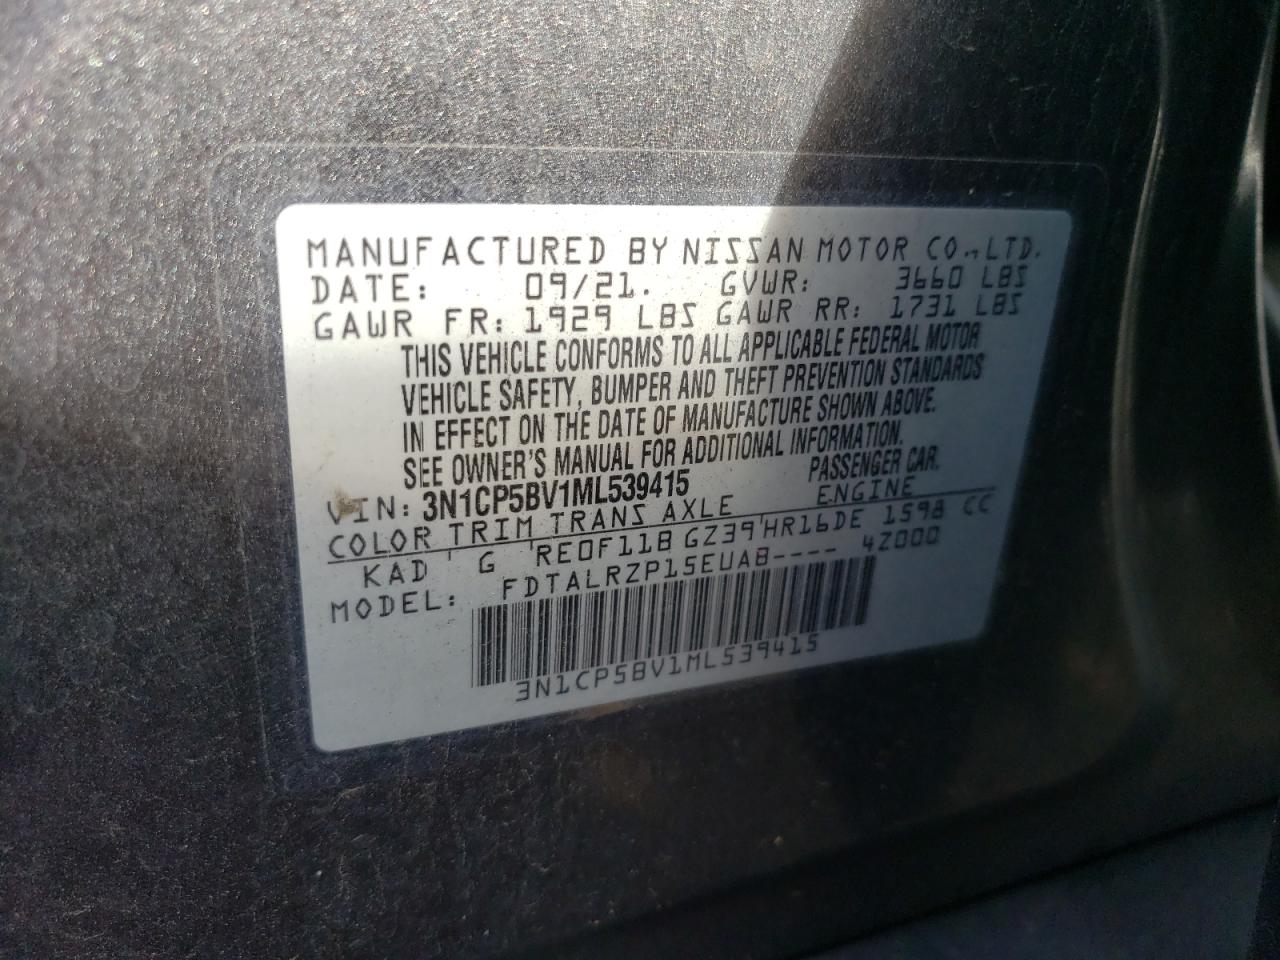 MANUFACTURED BY NISSAN MOTOR CO., LTD.
DATE: 09/21. GVWR: 3660 LBS
GAWR FR: 1929 LBS GAWR RR: 1731 LBS
THIS VEHICLE CONFORMS TO ALL APPLICABLE FEDERAL MOTOR
VEHICLE SAFETY, BUMPER AND THEFT PREVENTION STANDARDS
IN EFFECT ON THE DATE OF MANUFACTURE SHOWN ABOVE.
SEE OWNER'S MANUAL FOR ADDITIONAL INFORMATION.
VIN: 3N1CP5BV1ML539415 PASSENGER CAR.
COLOR TRIM TRANS AXLE ENGINE
KAD G RE0F11B GZ39 HR16DE 1598 CC
MODEL: FDTALRZP15EUA8---- 4Z000
3N1CP5BV1ML539415